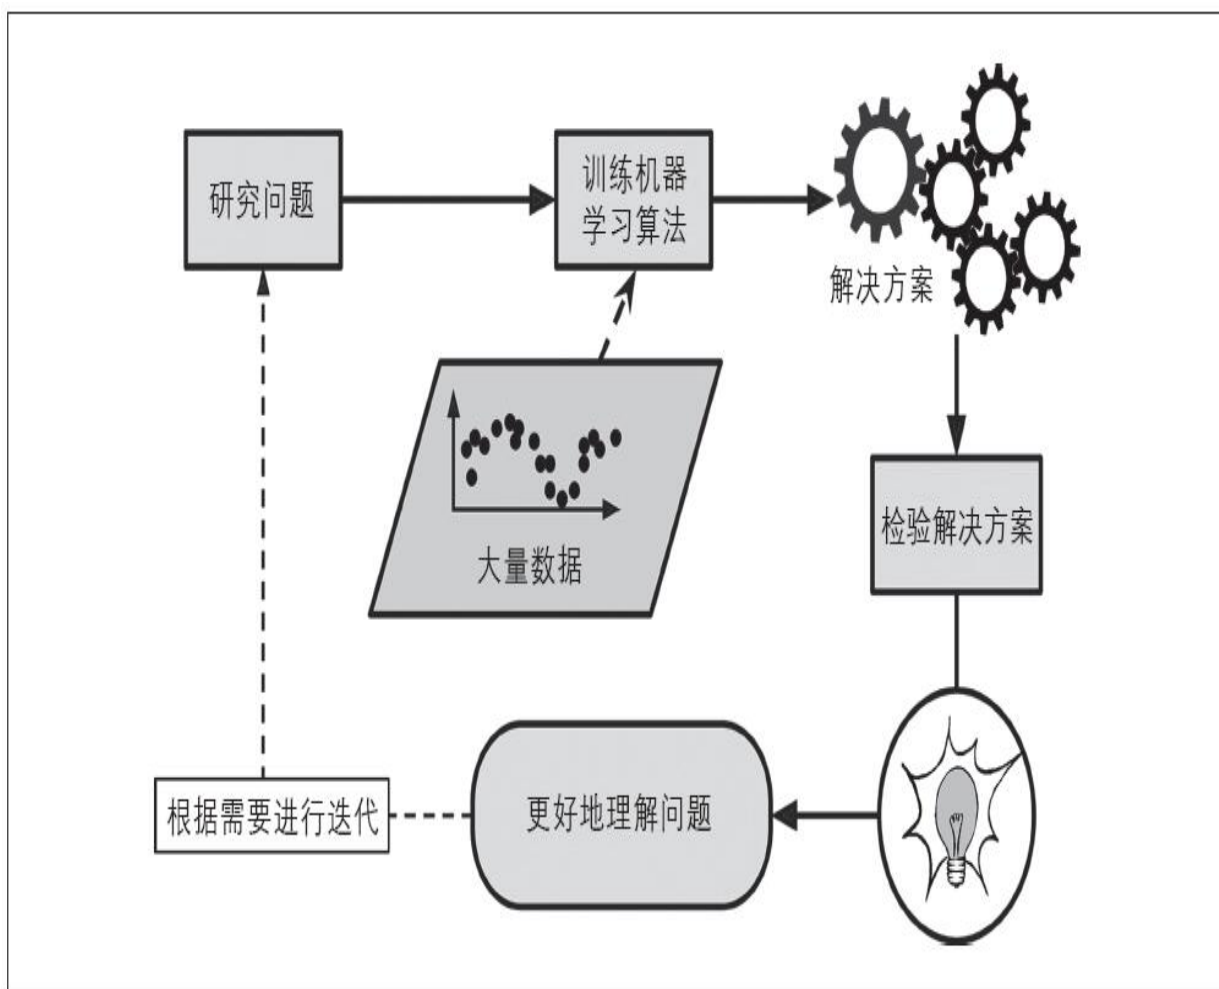 研究问题
训练机器
学习算法
解决方案
大量数据
检验解决方案
更好地理解问题
根据需要进行迭代